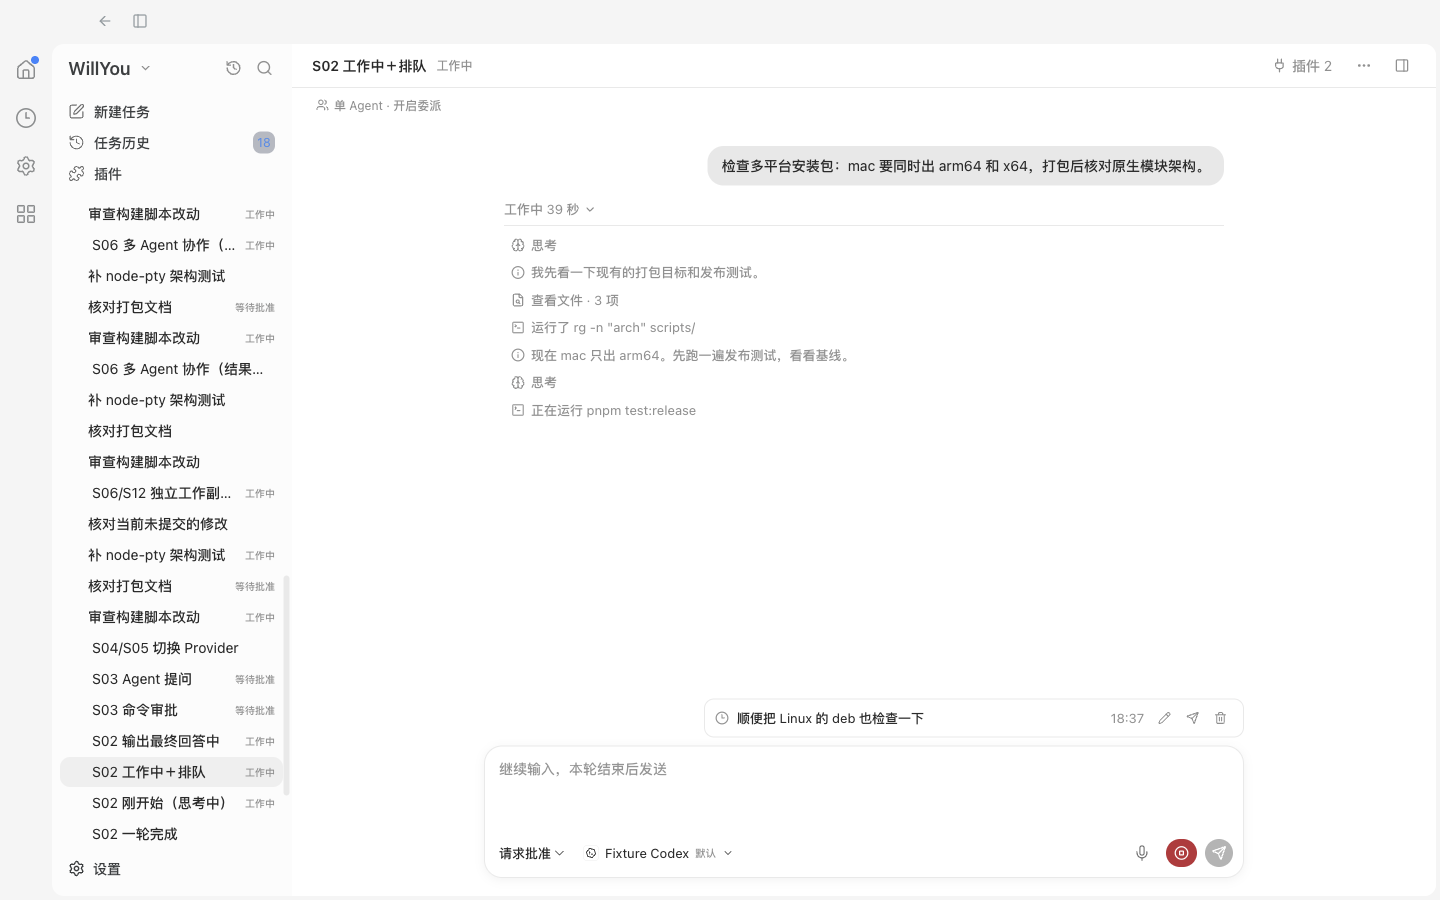 WillYou
新建任务
任务历史 18
插件
审查构建脚本改动 工作中
S06 多 Agent 协作（... 工作中
补 node-pty 架构测试
核对打包文档 等待批准
审查构建脚本改动 工作中
S06 多 Agent 协作（结果...
补 node-pty 架构测试
核对打包文档
审查构建脚本改动
S06/S12 独立工作副... 工作中
核对当前未提交的修改
补 node-pty 架构测试 工作中
核对打包文档 等待批准
审查构建脚本改动 工作中
S04/S05 切换 Provider
S03 Agent 提问 等待批准
S03 命令审批 等待批准
S02 输出最终回答中 工作中
S02 工作中＋排队 工作中
S02 刚开始（思考中） 工作中
S02 一轮完成
设置
S02 工作中＋排队 工作中
插件 2
单 Agent · 开启委派
检查多平台安装包：mac 要同时出 arm64 和 x64，打包后核对原生模块架构。
工作中 39 秒
思考
我先看一下现有的打包目标和发布测试。
查看文件 · 3 项
运行了 rg -n "arch" scripts/
现在 mac 只出 arm64。先跑一遍发布测试，看看基线。
思考
正在运行 pnpm test:release
顺便把 Linux 的 deb 也检查一下 18:37
继续输入，本轮结束后发送
请求批准 Fixture Codex 默认